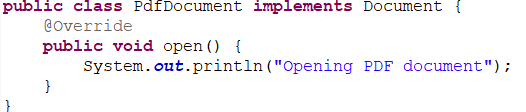 public class PdfDocument implements Document {
    @Override
    public void open() {
        System.out.println("Opening PDF document");
    }
}